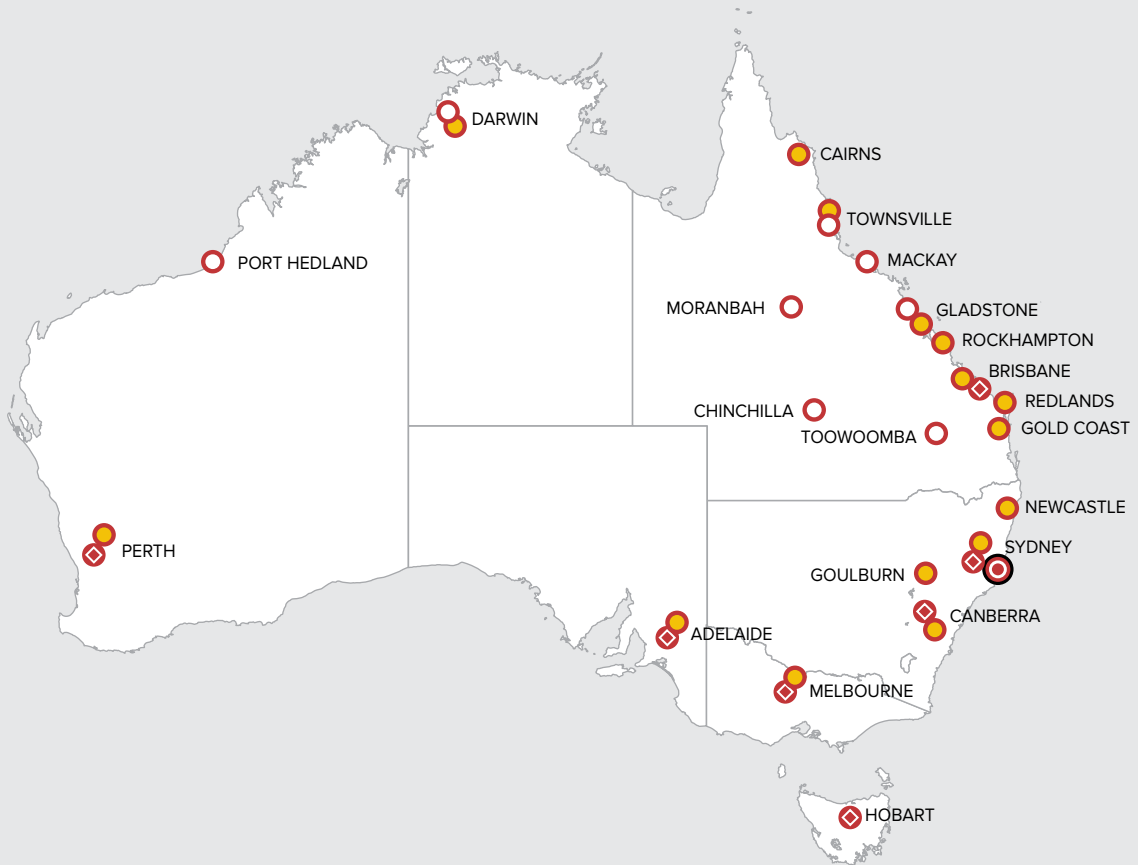 DARWIN
CAIRNS
TOWNSVILLE
PORT HEDLAND
MACKAY
MORANBAH
GLADSTONE
ROCKHAMPTON
BRISBANE
REDLANDS
CHINCHILLA
GOLD COAST
TOOWOOMBA
NEWCASTLE
SYDNEY
PERTH
GOULBURN
CANBERRA
ADELAIDE
MELBOURNE
HOBART